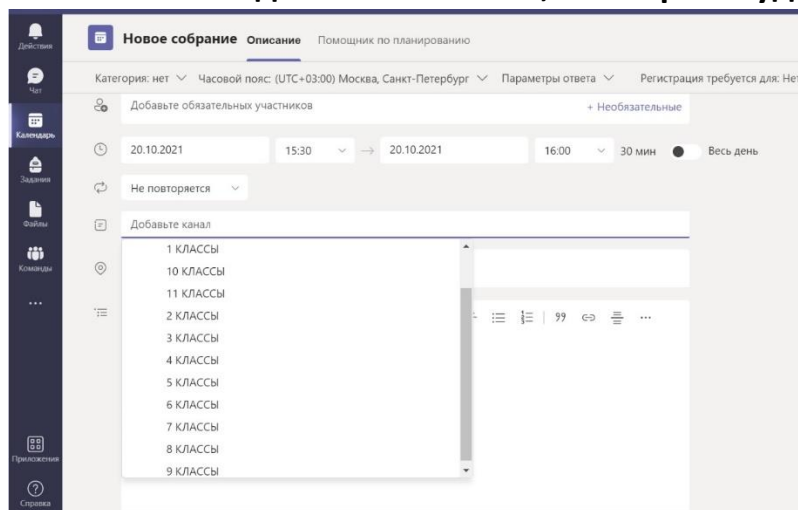 Действия
Чат
Календарь
Задания
Файлы
Команды
Приложения
Справка
Новое собрание Описание Помощник по планированию
Категория: нет Часовой пояс: (UTC+03:00) Москва, Санкт-Петербург Параметры ответа Регистрация требуется для: Нет
Добавьте обязательных участников + Необязательные
20.10.2021 15:30 → 20.10.2021 16:00 30 мин Весь день
Не повторяется
Добавьте канал
1 КЛАССЫ
10 КЛАССЫ
11 КЛАССЫ
2 КЛАССЫ
3 КЛАССЫ
4 КЛАССЫ
5 КЛАССЫ
6 КЛАССЫ
7 КЛАССЫ
8 КЛАССЫ
9 КЛАССЫ